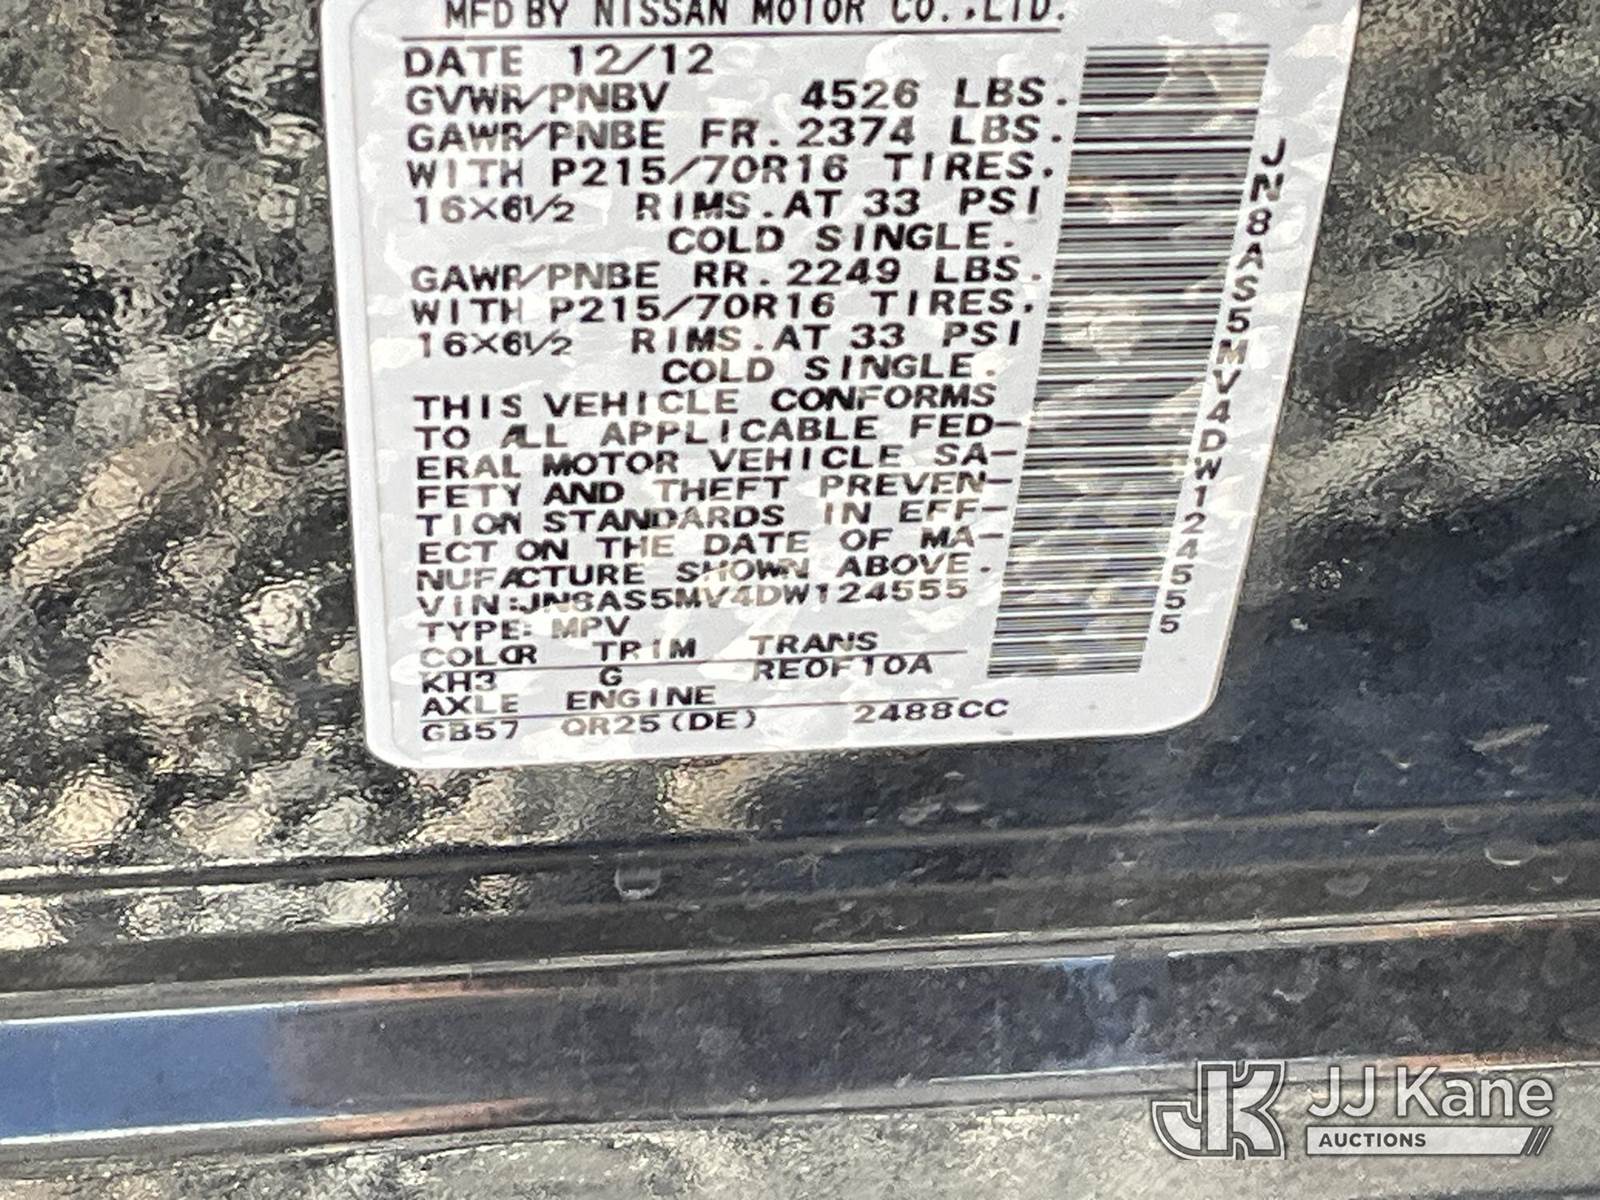 MFD BY NISSAN MOTOR CO.,LTD.
DATE 12/12
GVWR/PNBV 4526 LBS.
GAWR/PNBE FR. 2374 LBS.
WITH P215/70R16 TIRES.
16X6½ RIMS.AT 33 PSI
COLD SINGLE.
GAWR/PNBE RR. 2249 LBS.
WITH P215/70R16 TIRES.
16X6½ RIMS.AT 33 PSI
COLD SINGLE.
THIS VEHICLE CONFORMS
TO ALL APPLICABLE FED-
ERAL MOTOR VEHICLE SA-
FETY AND THEFT PREVEN-
TION STANDARDS IN EFF-
ECT ON THE DATE OF MA-
NUFACTURE SHOWN ABOVE.
VIN:JN8AS5MV4DW124555
TYPE: MPV
COLOR TRIM TRANS
KH3 G RE0F10A
AXLE ENGINE
GB57 QR25(DE) 2488CC
JN8AS5MV4DW124555
JJ Kane
AUCTIONS